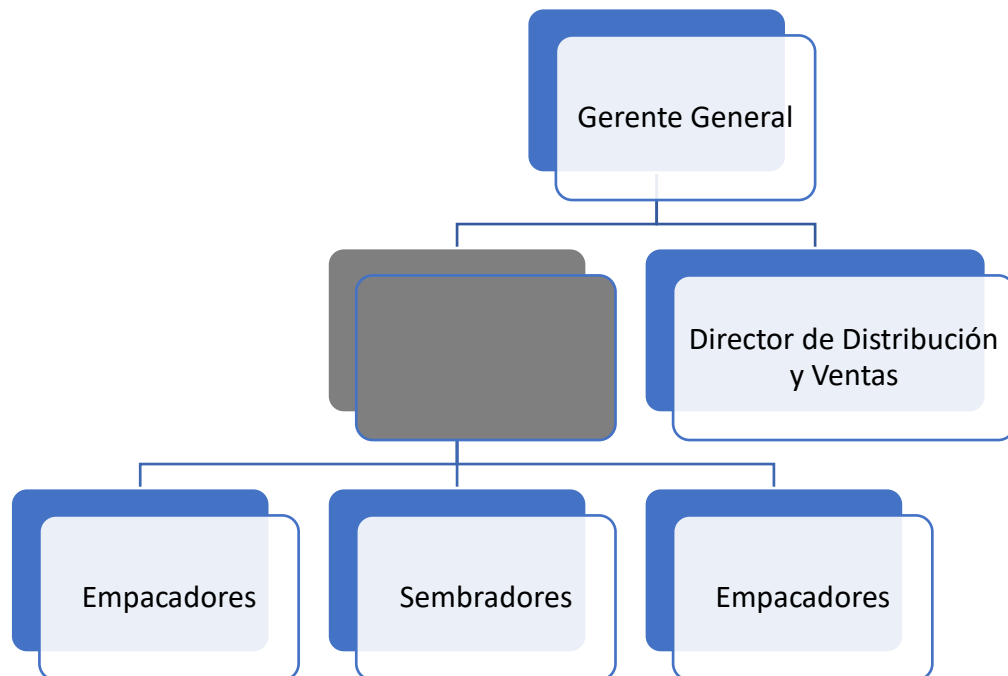 Gerente General
Director de Distribución
y Ventas
Empacadores
Sembradores
Empacadores